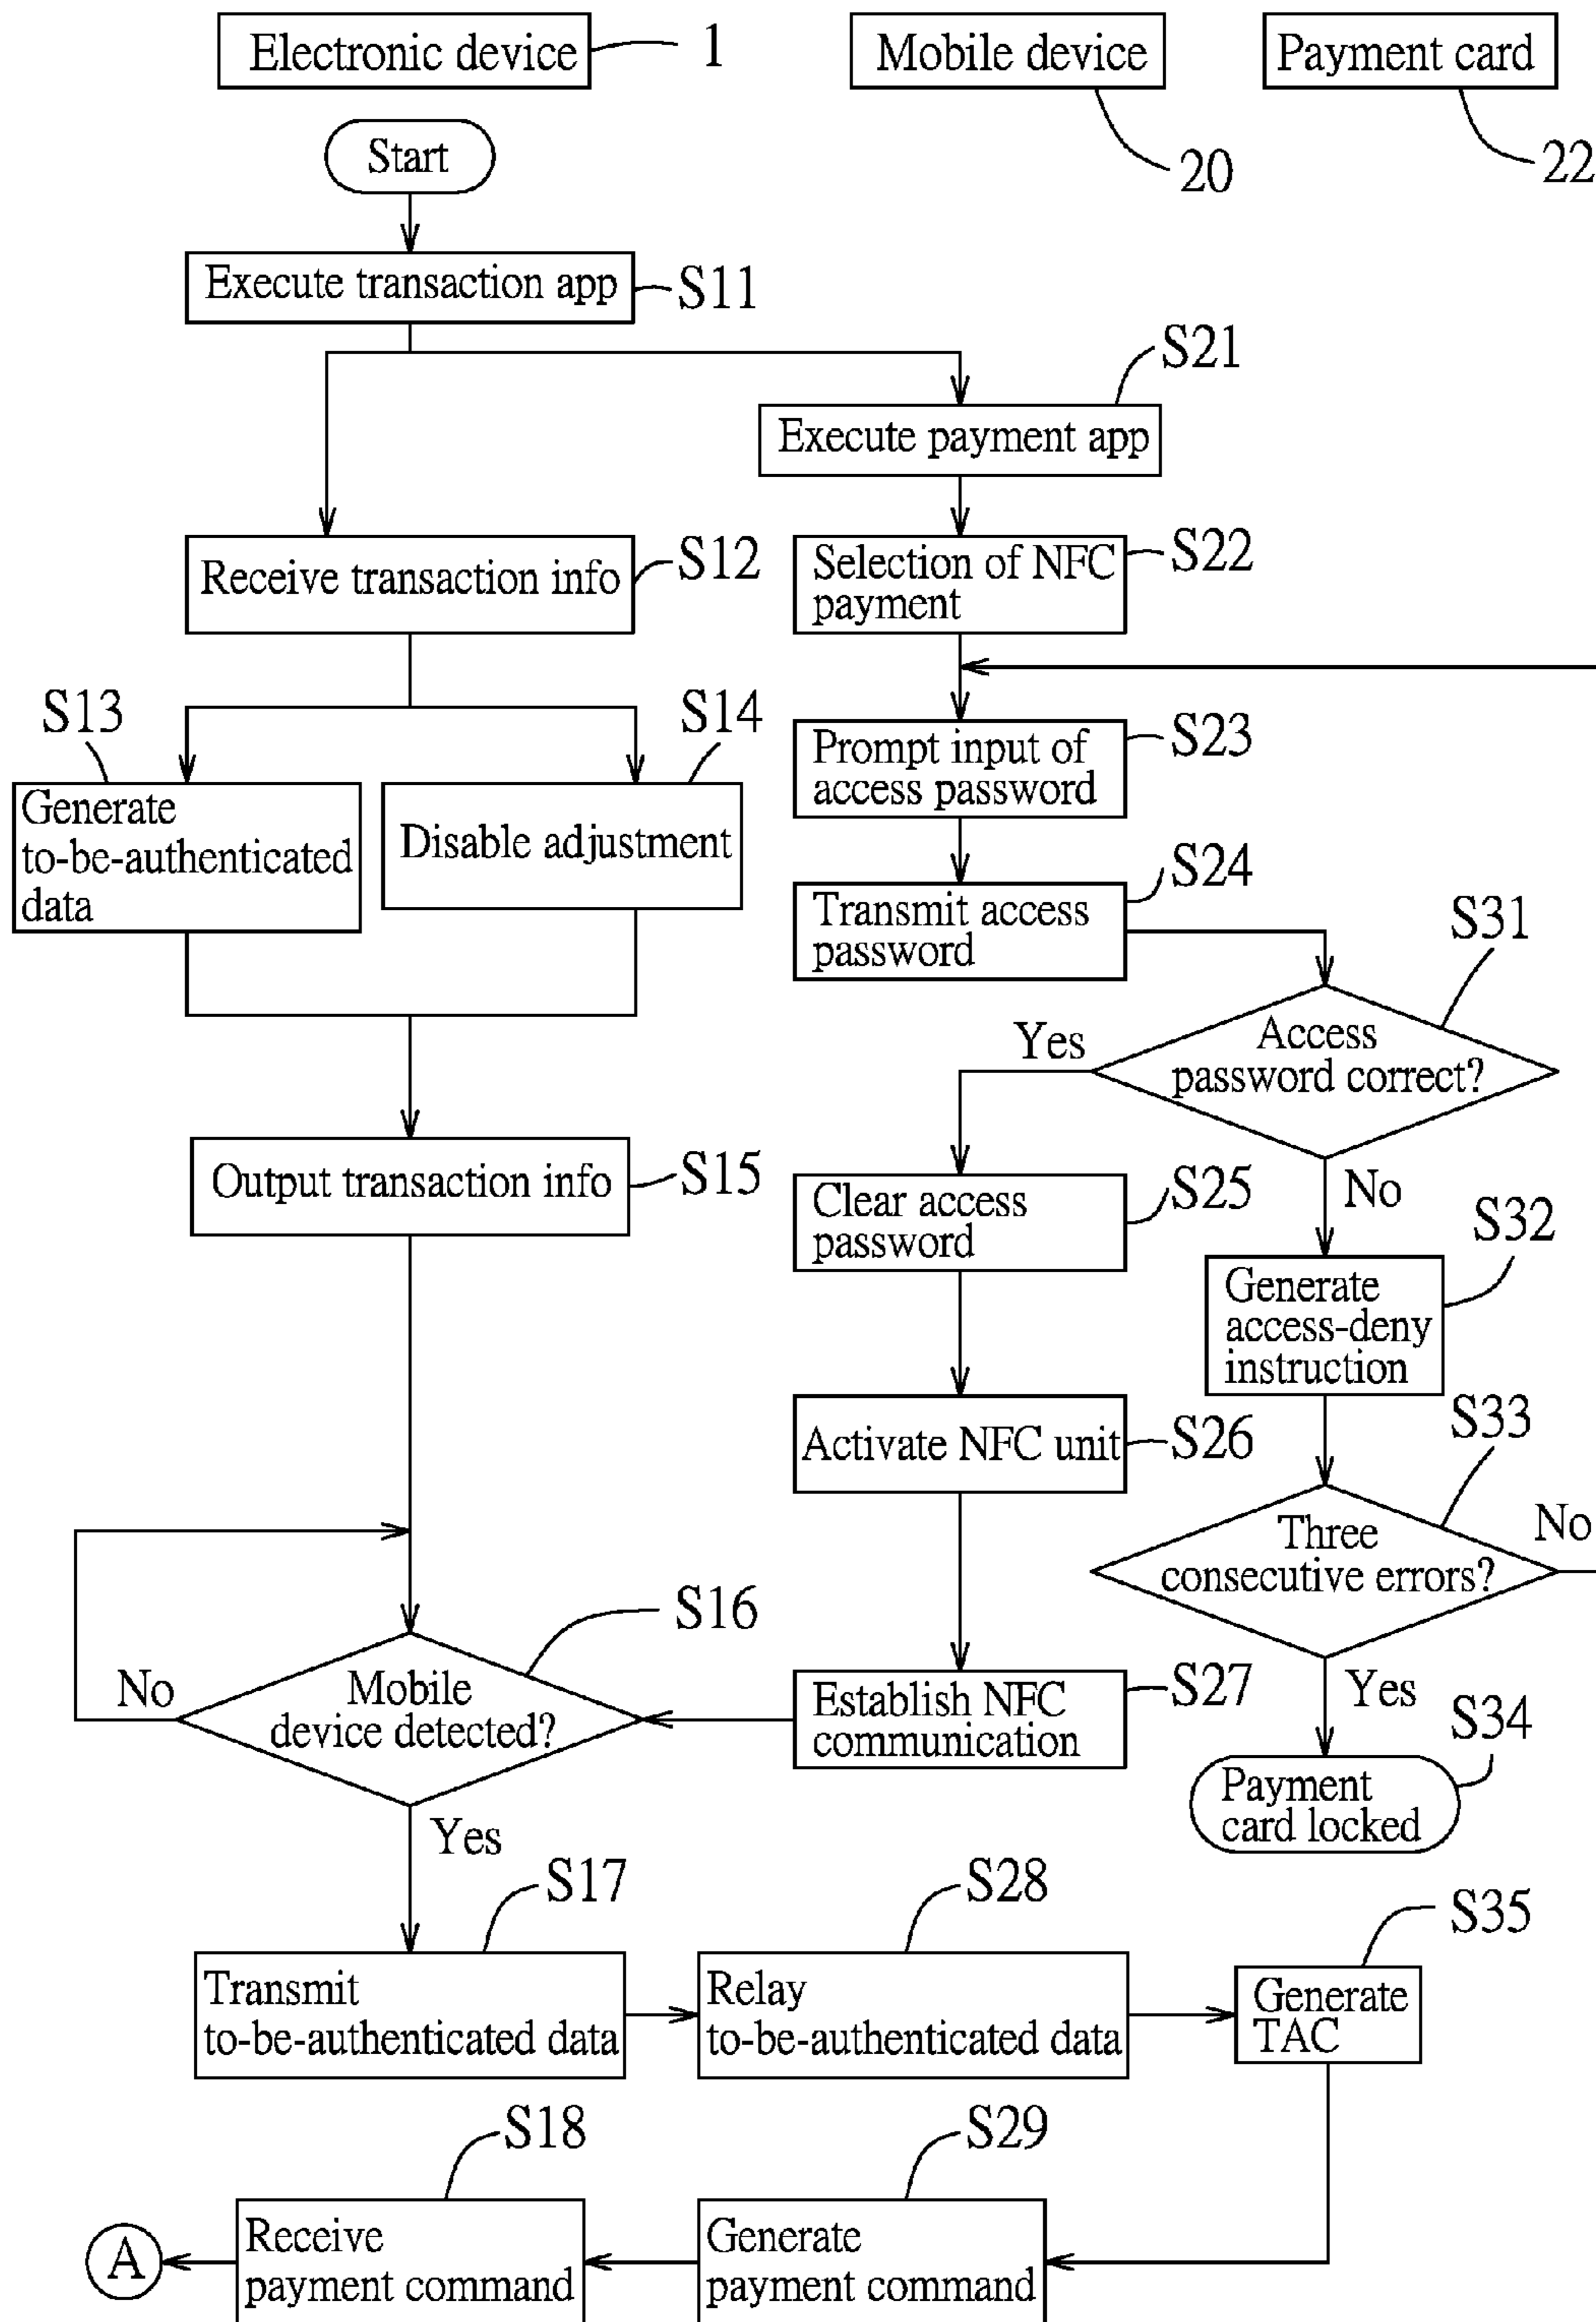 Electronic device
1
Mobile device
20
Payment card
22
Start
Execute transaction app
S11
S21
Execute payment app
Receive transaction info
S12
Selection of NFC
payment
S22
S13
S14
Prompt input of
access password
S23
Generate
to-be-authenticated
data
Disable adjustment
Transmit access
password
S24
S31
Access
password correct?
Yes
No
Output transaction info
S15
Clear access
password
S25
S32
Generate
access-deny
instruction
Activate NFC unit
S26
S33
Three
consecutive errors?
No
Yes
S16
Mobile
device detected?
No
Yes
Establish NFC
communication
S27
S34
Payment
card locked
S17
Transmit
to-be-authenticated data
S28
Relay
to-be-authenticated data
S35
Generate
TAC
S18
S29
A
Receive
payment command
Generate
payment command